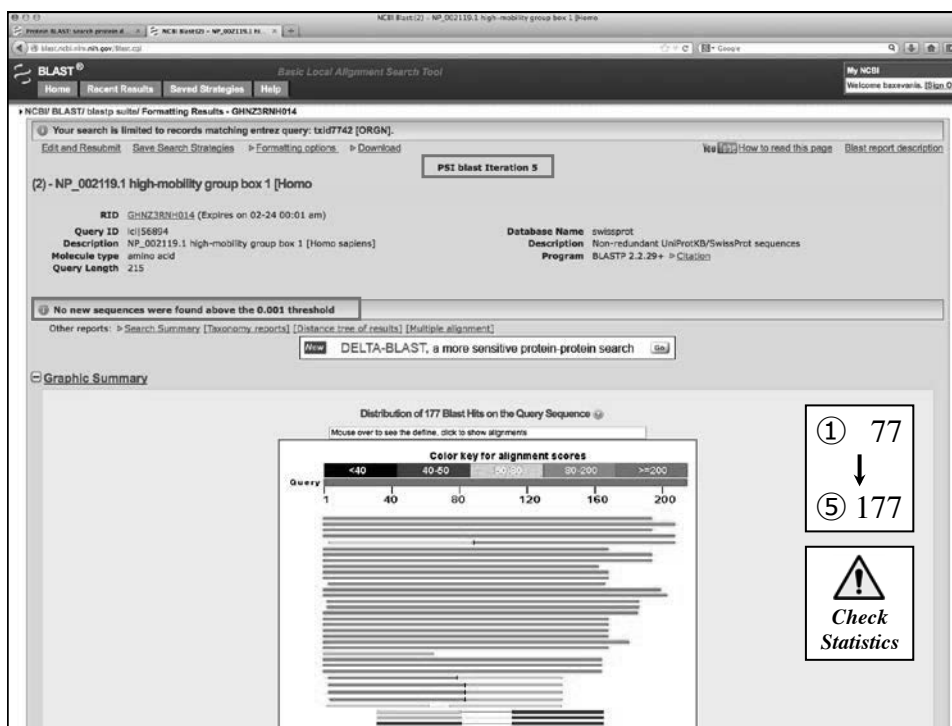 NCBI Blast:(2) - NP_002119.1 high-mobility group box 1 [Homo
Protein BLAST: search protein d... NCBI Blast:(2) - NP_002119.1 H...
blast.ncbi.nlm.nih.gov/Blast.cgi Google
BLAST® Basic Local Alignment Search Tool My NCBI
Home Recent Results Saved Strategies Help Welcome baxevanis. [Sign O
NCBI/ BLAST/ blastp suite/ Formatting Results - GHNZ3RNH014
Your search is limited to records matching entrez query: txid7742 [ORGN].
Edit and Resubmit Save Search Strategies Formatting options Download You How to read this page Blast report description
PSI blast Iteration 5
(2) - NP_002119.1 high-mobility group box 1 [Homo
RID GHNZ3RNH014 (Expires on 02-24 00:01 am)
Query ID lcl|56894 Database Name swissprot
Description NP_002119.1 high-mobility group box 1 [Homo sapiens] Description Non-redundant UniProtKB/SwissProt sequences
Molecule type amino acid Program BLASTP 2.2.29+ Citation
Query Length 215
No new sequences were found above the 0.001 threshold
Other reports: Search Summary [Taxonomy reports] [Distance tree of results] [Multiple alignment]
New DELTA-BLAST, a more sensitive protein-protein search Go
Graphic Summary
Distribution of 177 Blast Hits on the Query Sequence
Mouse over to see the define, click to show alignments
Color key for alignment scores
<40 40-50 50-80 80-200 >=200
Query
1 40 80 120 160 200
① 77
↓
⑤ 177
Check
Statistics